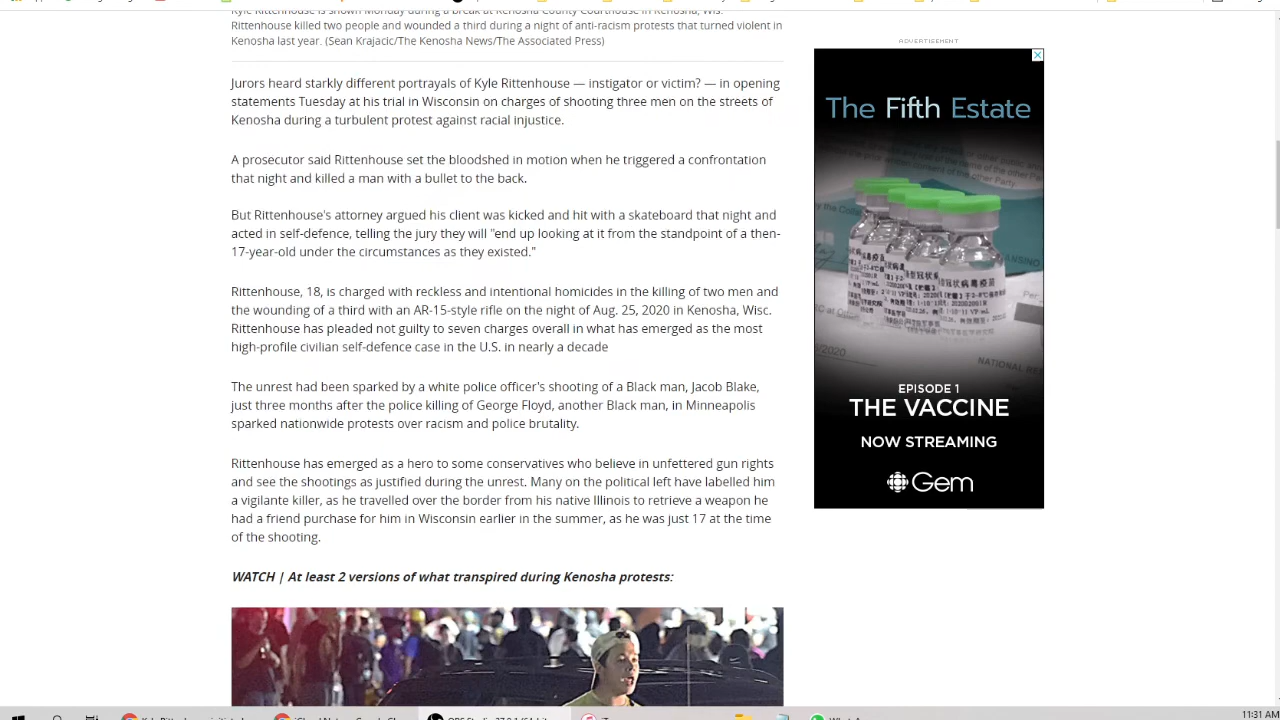 Kyle Rittenhouse is shown Monday during a break at Kenosha County Courthouse in Kenosha, Wis.
Rittenhouse killed two people and wounded a third during a night of anti-racism protests that turned violent in
Kenosha last year. (Sean Krajacic/The Kenosha News/The Associated Press)
Jurors heard starkly different portrayals of Kyle Rittenhouse — instigator or victim? — in opening
statements Tuesday at his trial in Wisconsin on charges of shooting three men on the streets of
Kenosha during a turbulent protest against racial injustice.
A prosecutor said Rittenhouse set the bloodshed in motion when he triggered a confrontation
that night and killed a man with a bullet to the back.
But Rittenhouse's attorney argued his client was kicked and hit with a skateboard that night and
acted in self-defence, telling the jury they will "end up looking at it from the standpoint of a then-
17-year-old under the circumstances as they existed."
Rittenhouse, 18, is charged with reckless and intentional homicides in the killing of two men and
the wounding of a third with an AR-15-style rifle on the night of Aug. 25, 2020 in Kenosha, Wisc.
Rittenhouse has pleaded not guilty to seven charges overall in what has emerged as the most
high-profile civilian self-defence case in the U.S. in nearly a decade
The unrest had been sparked by a white police officer's shooting of a Black man, Jacob Blake,
just three months after the police killing of George Floyd, another Black man, in Minneapolis
sparked nationwide protests over racism and police brutality.
Rittenhouse has emerged as a hero to some conservatives who believe in unfettered gun rights
and see the shootings as justified during the unrest. Many on the political left have labelled him
a vigilante killer, as he travelled over the border from his native Illinois to retrieve a weapon he
had a friend purchase for him in Wisconsin earlier in the summer, as he was just 17 at the time
of the shooting.
WATCH | At least 2 versions of what transpired during Kenosha protests:
ADVERTISEMENT
The Fifth Estate
NATIONAL
EPISODE 1
THE VACCINE
NOW STREAMING
Gem
11:31 AM